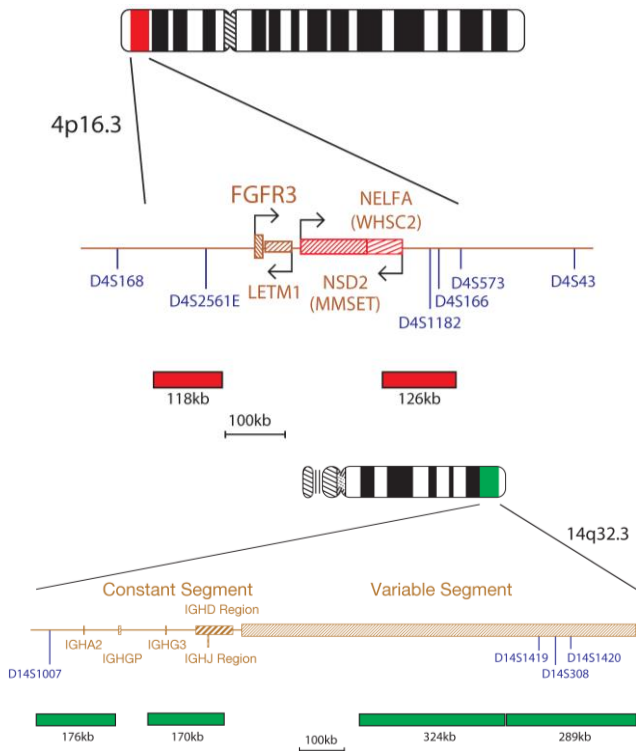 4p16.3
FGFR3
NELFA
(WHSC2)
LETM1
NSD2
(MMSET)
D4S168
D4S2561E
D4S1182
D4S166
D4S573
D4S43
118kb
126kb
100kb
14q32.3
Constant Segment
Variable Segment
IGHD Region
IGHA2
IGHGP
IGHG3
IGHJ Region
D14S1007
D14S1419
D14S308
D14S1420
176kb
170kb
100kb
324kb
289kb